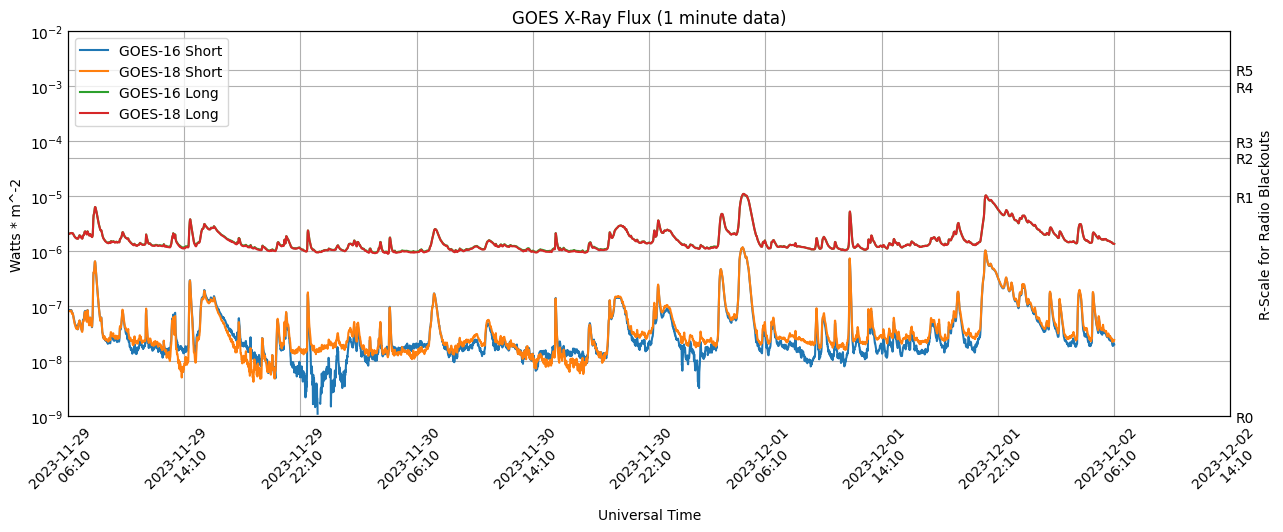 GOES X-Ray Flux (1 minute data)
GOES-16 Short
GOES-18 Short
GOES-16 Long
GOES-18 Long
10^-2
10^-3
10^-4
10^-5
10^-6
10^-7
10^-8
10^-9
Watts * m^-2
R5
R4
R3
R2
R1
R0
R-Scale for Radio Blackouts
2023-11-29
06:10
2023-11-29
14:10
2023-11-29
22:10
2023-11-30
06:10
2023-11-30
14:10
2023-11-30
22:10
2023-12-01
06:10
2023-12-01
14:10
2023-12-01
22:10
2023-12-02
06:10
2023-12-02
14:10
Universal Time